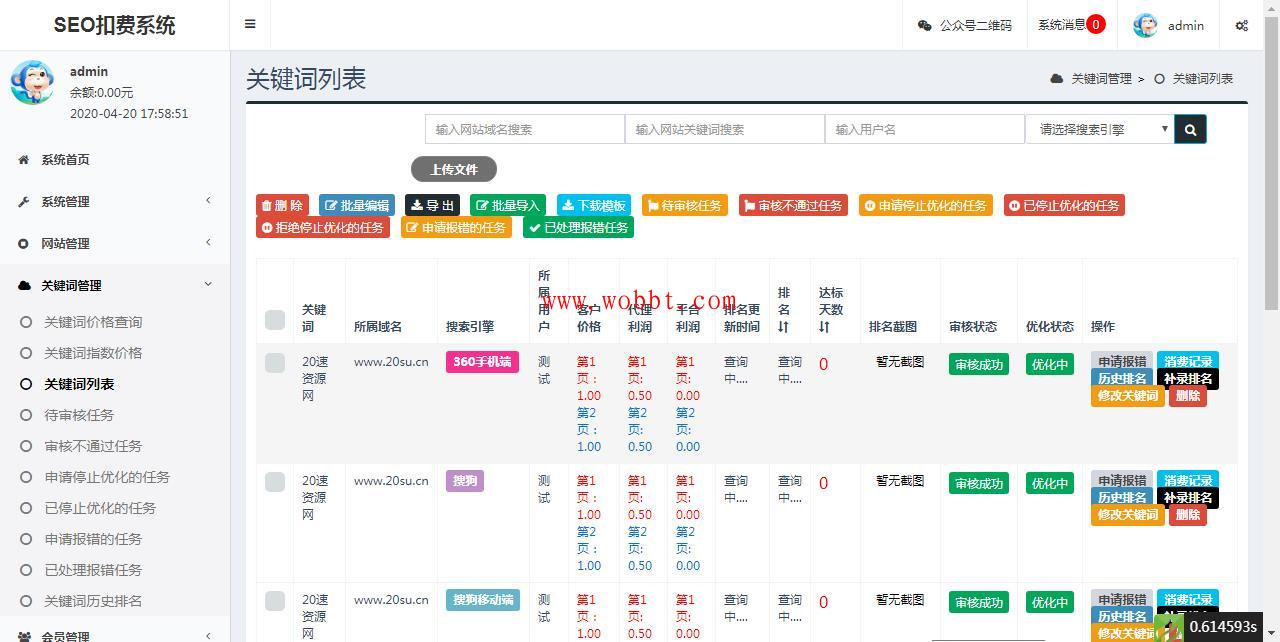 SEO扣费系统
公众号二维码
系统消息 0
admin
admin
余额:0.00元
2020-04-20 17:58:51
系统首页
系统管理
网站管理
关键词管理
关键词价格查询
关键词指数价格
关键词列表
待审核任务
审核不通过任务
申请停止优化的任务
已停止优化的任务
申请报错的任务
已处理报错任务
关键词历史排名
会员管理
关键词列表
关键词管理 > 关键词列表
输入网站域名搜索 输入网站关键词搜索 输入用户名 请选择搜索引擎
上传文件
删 除 批量编辑 导 出 批量导入 下载模板 待审核任务 审核不通过任务 申请停止优化的任务 已停止优化的任务
拒绝停止优化的任务 申请报错的任务 已处理报错任务
www.wobbt.com
关键词 所属域名 搜索引擎 所属用户 客户价格 代理利润 平台利润 排名更新时间 排名 达标天数 排名截图 审核状态 优化状态 操作
20速资源网 www.20su.cn 360手机端 测试 第1页：1.00 第2页：1.00 第1页: 0.50 第2页: 0.50 第1页: 0.00 第2页: 0.00 查询中.... 查询中.... 0 暂无截图 审核成功 优化中 申请报错 消费记录 历史排名 补录排名 修改关键词 删除
20速资源网 www.20su.cn 搜狗 测试 第1页：1.00 第2页：1.00 第1页: 0.50 第2页: 0.50 第1页: 0.00 第2页: 0.00 查询中.... 查询中.... 0 暂无截图 审核成功 优化中 申请报错 消费记录 历史排名 补录排名 修改关键词 删除
20速资源网 www.20su.cn 搜狗移动端 测试 第1页：1.00 第1页: 0.50 第1页: 0.00 查询中.... 查询中.... 0 暂无截图 审核成功 优化中 申请报错 消费记录 历史排名
0.614593s